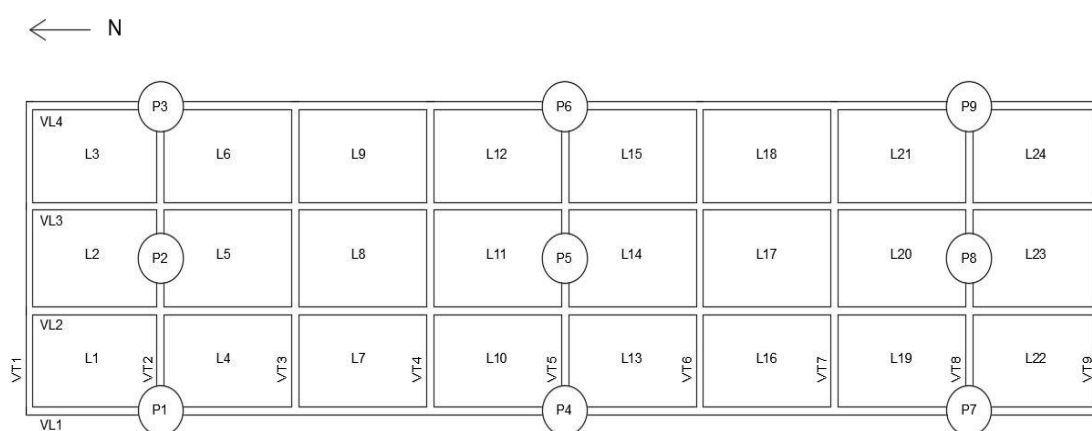 N
P3 P6 P9
VL4
L3 L6 L9 L12 L15 L18 L21 L24
VL3
L2 P2 L5 L8 L11 P5 L14 L17 L20 P8 L23
VL2
L1 L4 L7 L10 L13 L16 L19 L22
VT1 VT2 VT3 VT4 VT5 VT6 VT7 VT8 VT9
P1 P4 P7
VL1